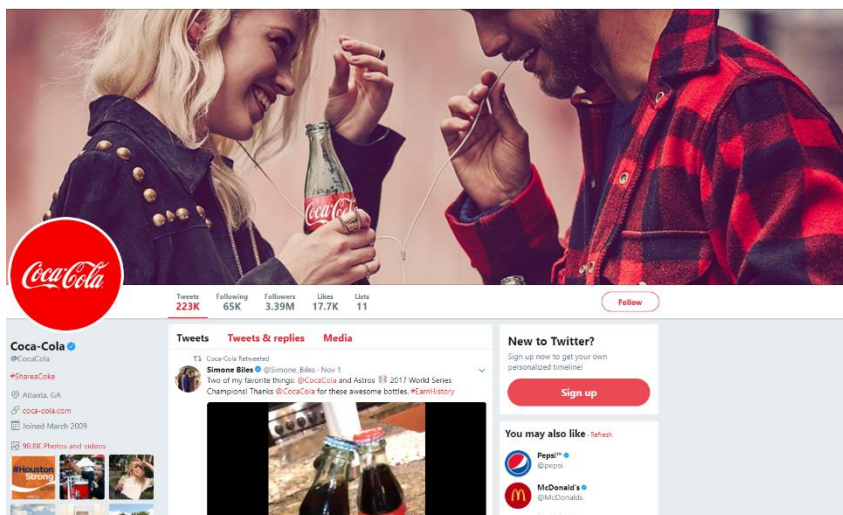 Coca-Cola
Coca-Cola
Tweets Following Followers Likes Lists
223K 65K 3.39M 17.7K 11
Follow
Coca-Cola
@CocaCola
#ShareaCoke
Atlanta, GA
coca-cola.com
Joined March 2009
90.8K Photos and videos
#Houston
Strong
Tweets Tweets & replies Media
Coca-Cola Retweeted
Simone Biles @Simone_Biles · Nov 1
Two of my favorite things: @CocaCola and Astros 2017 World Series
Champions! Thanks @CocaCola for these awesome bottles. #EarnHistory
New to Twitter?
Sign up now to get your own
personalized timeline!
Sign up
You may also like · Refresh
Pepsi™
@pepsi
McDonald's
@McDonalds